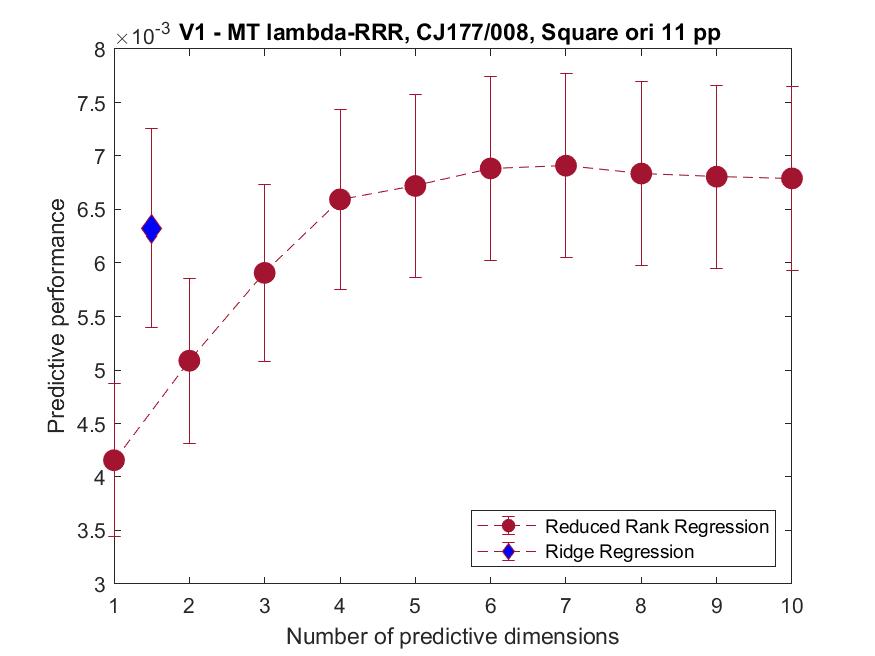 ×10-3 V1 - MT lambda-RRR, CJ177/008, Square ori 11 pp
8
7.5
7
6.5
6
5.5
5
4.5
4
3.5
3
Predictive performance
1 2 3 4 5 6 7 8 9 10
Number of predictive dimensions
Reduced Rank Regression
Ridge Regression